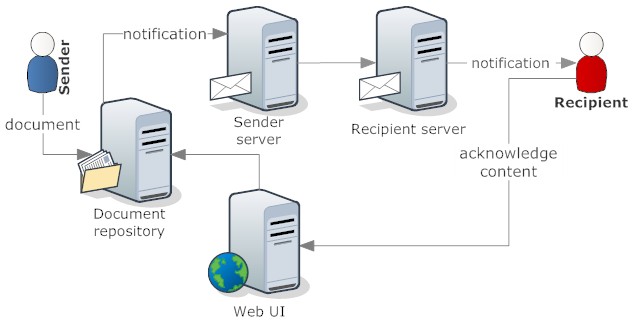 Sender
notification
notification
Sender
server
Recipient server
Recipient
document
acknowledge
content
Document
repository
Web UI